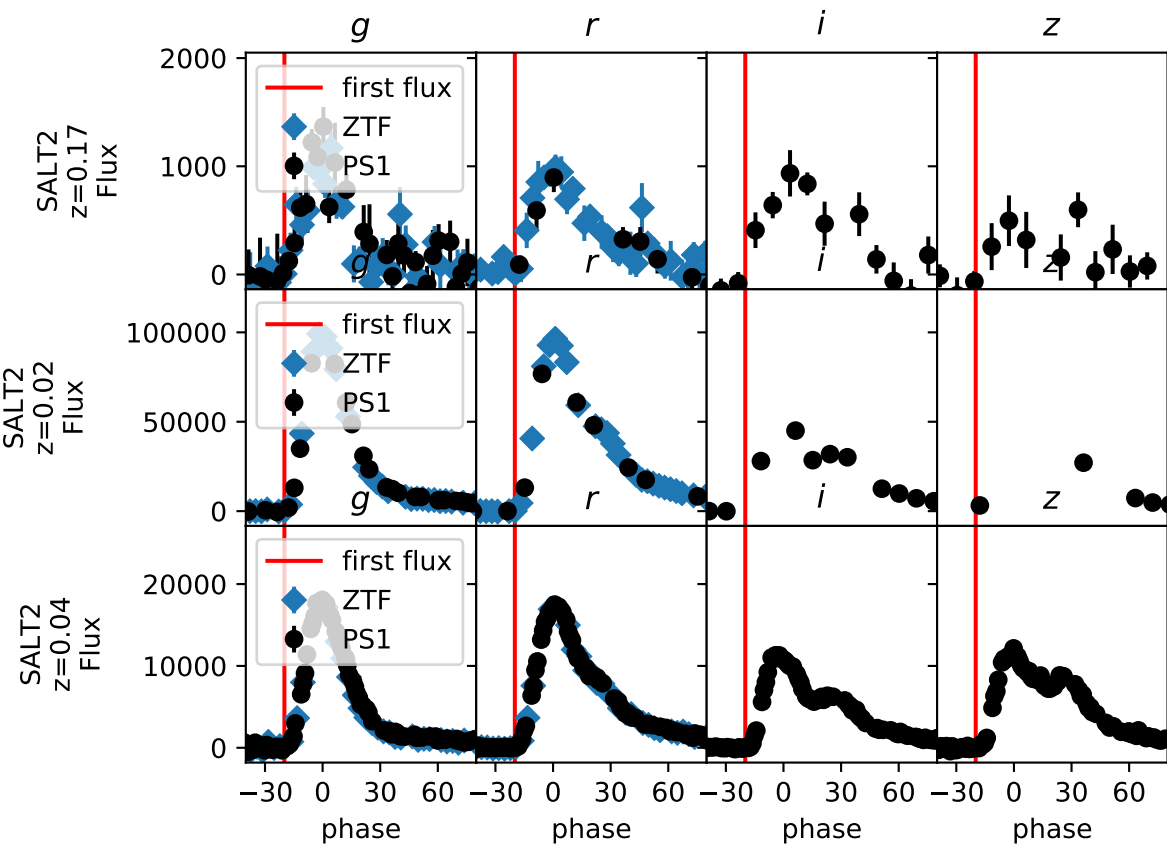 g r i z
SALT2
z=0.17
Flux
2000
1000
0
first flux
ZTF
PS1
g r i z
SALT2
z=0.02
Flux
100000
50000
0
first flux
ZTF
PS1
g r i z
SALT2
z=0.04
Flux
20000
10000
0
first flux
ZTF
PS1
−30 0 30 60 −30 0 30 60 −30 0 30 60 −30 0 30 60
phase phase phase phase